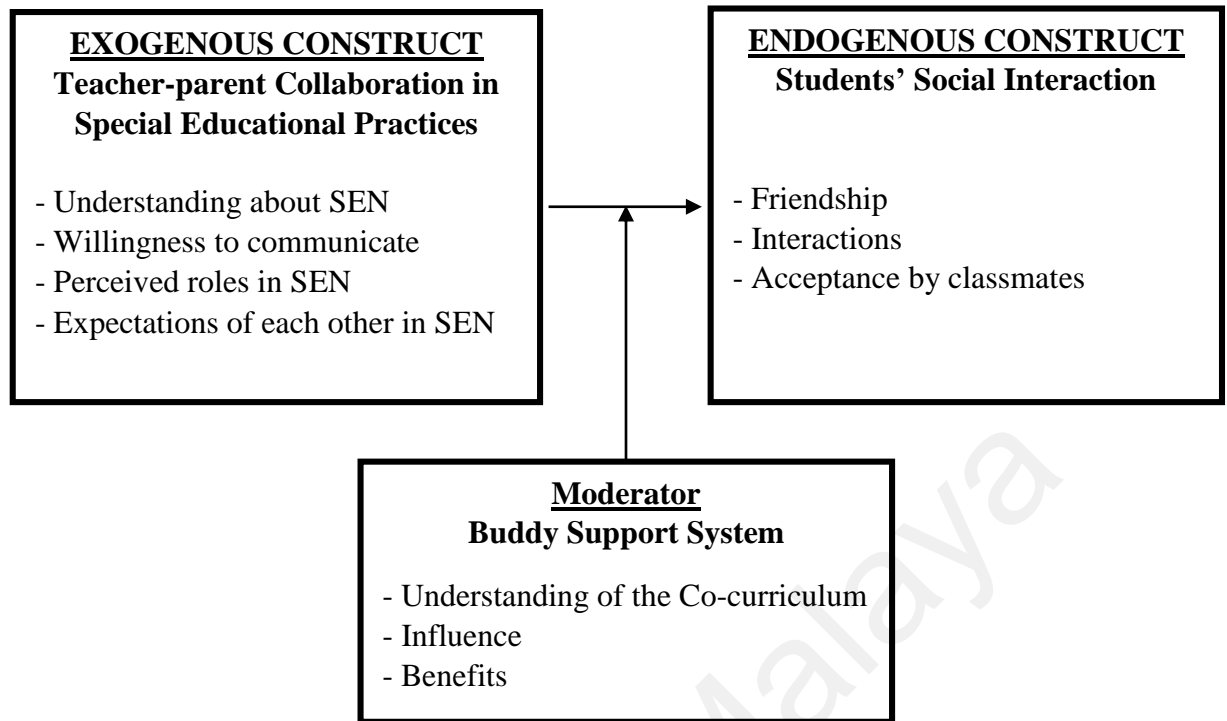 EXOGENOUS CONSTRUCT
Teacher-parent Collaboration in
Special Educational Practices
- Understanding about SEN
- Willingness to communicate
- Perceived roles in SEN
- Expectations of each other in SEN
ENDOGENOUS CONSTRUCT
Students’ Social Interaction
- Friendship
- Interactions
- Acceptance by classmates
Moderator
Buddy Support System
- Understanding of the Co-curriculum
- Influence
- Benefits
Malaya